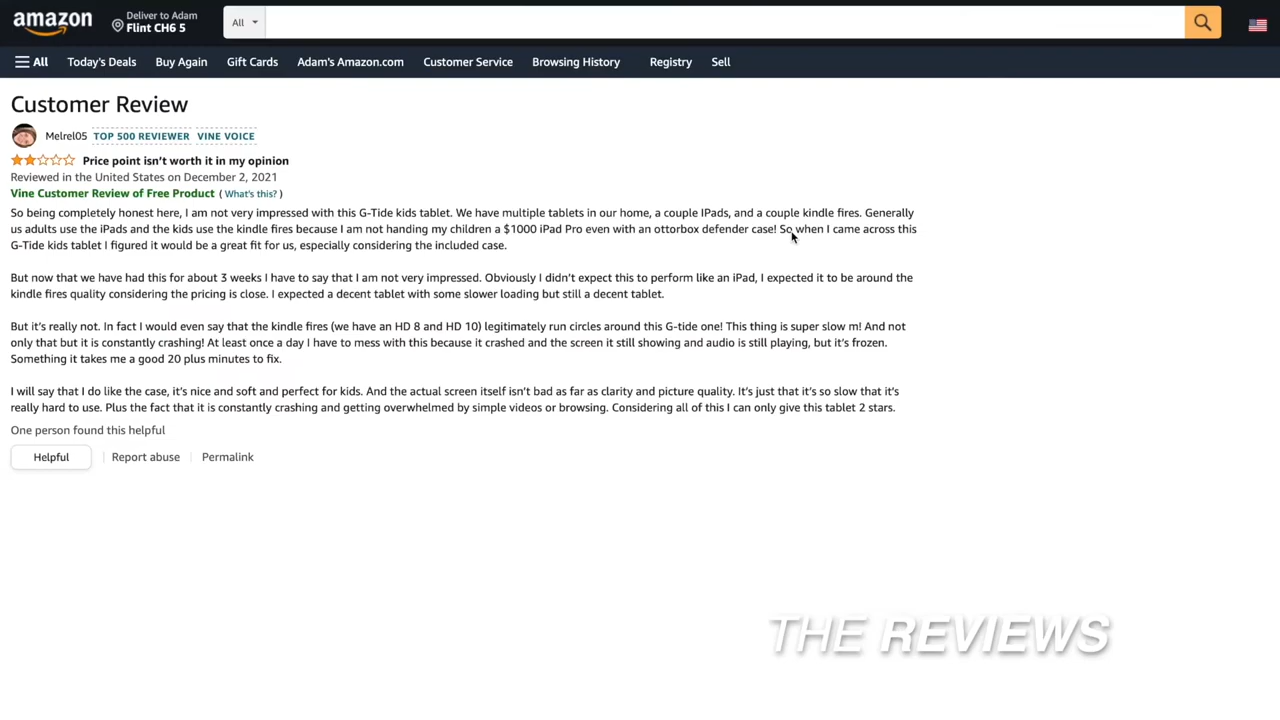 amazon
Deliver to Adam
Flint CH6 5
All
All
Today's Deals
Buy Again
Gift Cards
Adam's Amazon.com
Customer Service
Browsing History
Registry
Sell
Customer Review
Melrel05 TOP 500 REVIEWER VINE VOICE
Price point isn't worth it in my opinion
Reviewed in the United States on December 2, 2021
Vine Customer Review of Free Product ( What's this? )
So being completely honest here, I am not very impressed with this G-Tide kids tablet. We have multiple tablets in our home, a couple IPads, and a couple kindle fires. Generally
us adults use the iPads and the kids use the kindle fires because I am not handing my children a $1000 iPad Pro even with an ottorbox defender case! So when I came across this
G-Tide kids tablet I figured it would be a great fit for us, especially considering the included case.
But now that we have had this for about 3 weeks I have to say that I am not very impressed. Obviously I didn't expect this to perform like an iPad, I expected it to be around the
kindle fires quality considering the pricing is close. I expected a decent tablet with some slower loading but still a decent tablet.
But it's really not. In fact I would even say that the kindle fires (we have an HD 8 and HD 10) legitimately run circles around this G-tide one! This thing is super slow m! And not
only that but it is constantly crashing! At least once a day I have to mess with this because it crashed and the screen it still showing and audio is still playing, but it's frozen.
Something it takes me a good 20 plus minutes to fix.
I will say that I do like the case, it's nice and soft and perfect for kids. And the actual screen itself isn't bad as far as clarity and picture quality. It's just that it's so slow that it's
really hard to use. Plus the fact that it is constantly crashing and getting overwhelmed by simple videos or browsing. Considering all of this I can only give this tablet 2 stars.
One person found this helpful
Helpful
Report abuse
Permalink
THE REVIEWS